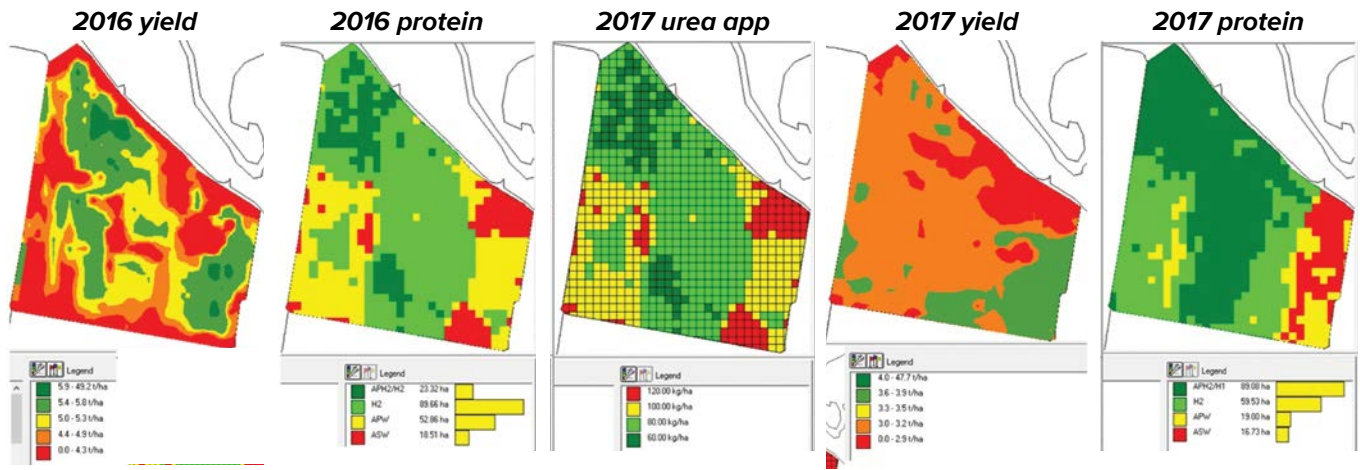 2016 yield
2016 protein
2017 urea app
2017 yield
2017 protein
Legend
5.9 - 49.2 t/ha
5.4 - 5.8 t/ha
5.0 - 5.3 t/ha
4.4 - 4.9 t/ha
0.0 - 4.3 t/ha
Legend
APH2/H2 23.32 ha
H2 89.66 ha
APW 52.86 ha
ASW 18.51 ha
Legend
120.00 kg/ha
100.00 kg/ha
80.00 kg/ha
60.00 kg/ha
Legend
4.0 - 47.7 t/ha
3.6 - 3.9 t/ha
3.3 - 3.5 t/ha
3.0 - 3.2 t/ha
0.0 - 2.9 t/ha
Legend
APH2/H1 89.08 ha
H2 59.53 ha
APW 19.00 ha
ASW 16.73 ha